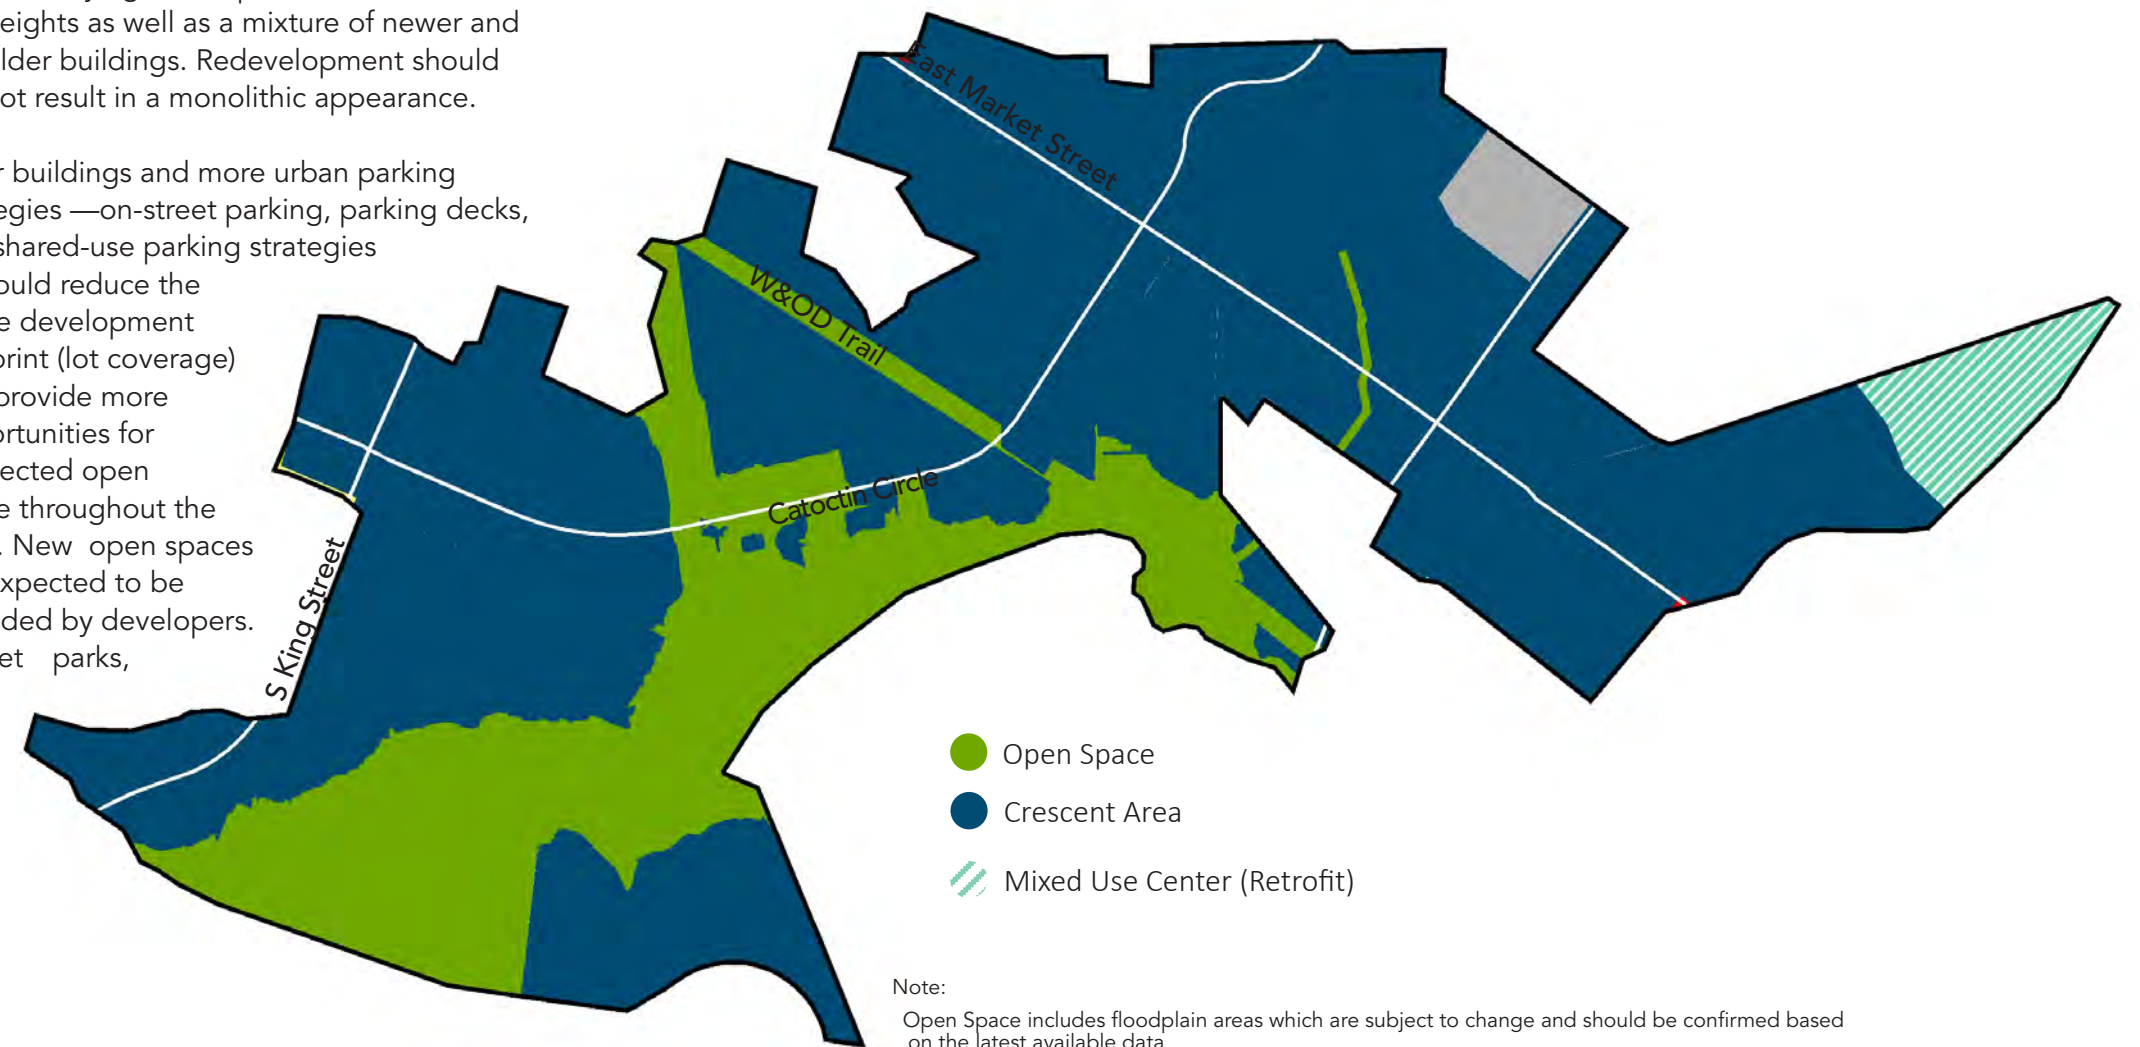 eights as well as a mixture of newer and
lder buildings. Redevelopment should
ot result in a monolithic appearance.
r buildings and more urban parking
egies —on-street parking, parking decks,
shared-use parking strategies
ould reduce the
e development
print (lot coverage)
provide more
ortunities for
ected open
e throughout the
. New open spaces
xpected to be
ded by developers.
et parks,
East Market Street
W&OD Trail
Catoctin Circle
S King Street
Open Space
Crescent Area
Mixed Use Center (Retrofit)
Note:
Open Space includes floodplain areas which are subject to change and should be confirmed based
on the latest available data